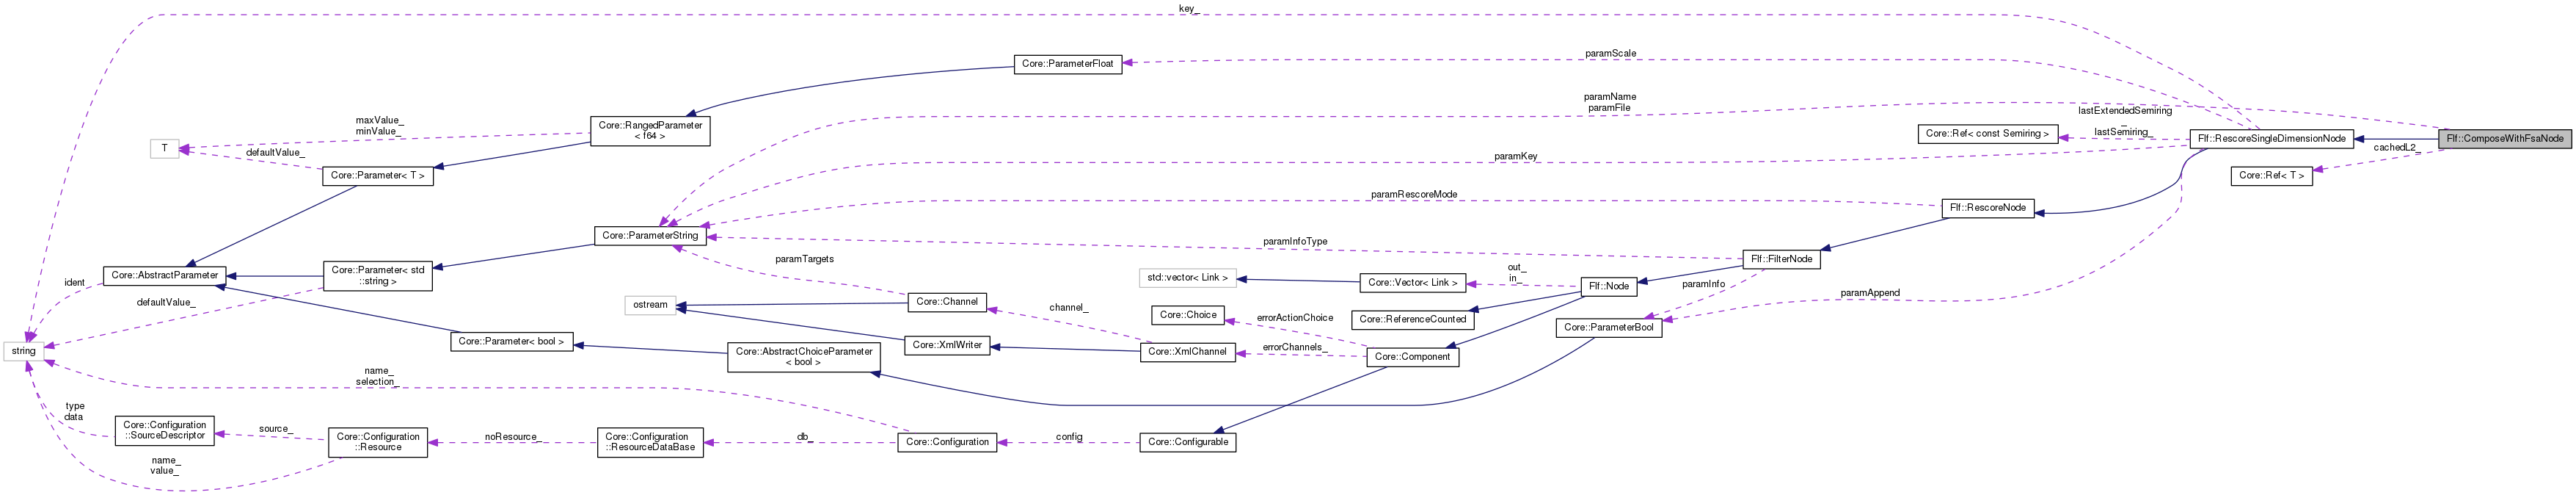 key_
paramScale
Core::ParameterFloat
paramName
paramFile
lastExtendedSemiring
_
lastSemiring_
maxValue_
minValue_
Core::RangedParameter
< f64 >
Core::Ref< const Semiring >
Flf::RescoreSingleDimensionNode
Flf::ComposeWithFsaNode
T
defaultValue_
cachedL2_
paramKey
Core::Parameter< T >
Core::Ref< T >
paramRescoreMode
Flf::RescoreNode
Core::ParameterString
paramInfoType
paramTargets
Flf::FilterNode
Core::AbstractParameter
ident
Core::Parameter< std
::string >
std::vector< Link >
Core::Vector< Link >
out_
in_
Flf::Node
paramInfo
paramAppend
defaultValue_
ostream
Core::Channel
channel_
Core::Choice
errorActionChoice
Core::ReferenceCounted
Core::ParameterBool
string
Core::Parameter< bool >
Core::AbstractChoiceParameter
< bool >
Core::XmlWriter
Core::XmlChannel
errorChannels_
Core::Component
name_
selection_
type
data
Core::Configuration
::SourceDescriptor
source_
Core::Configuration
::Resource
noResource_
Core::Configuration
::ResourceDataBase
db_
Core::Configuration
config
Core::Configurable
name_
value_